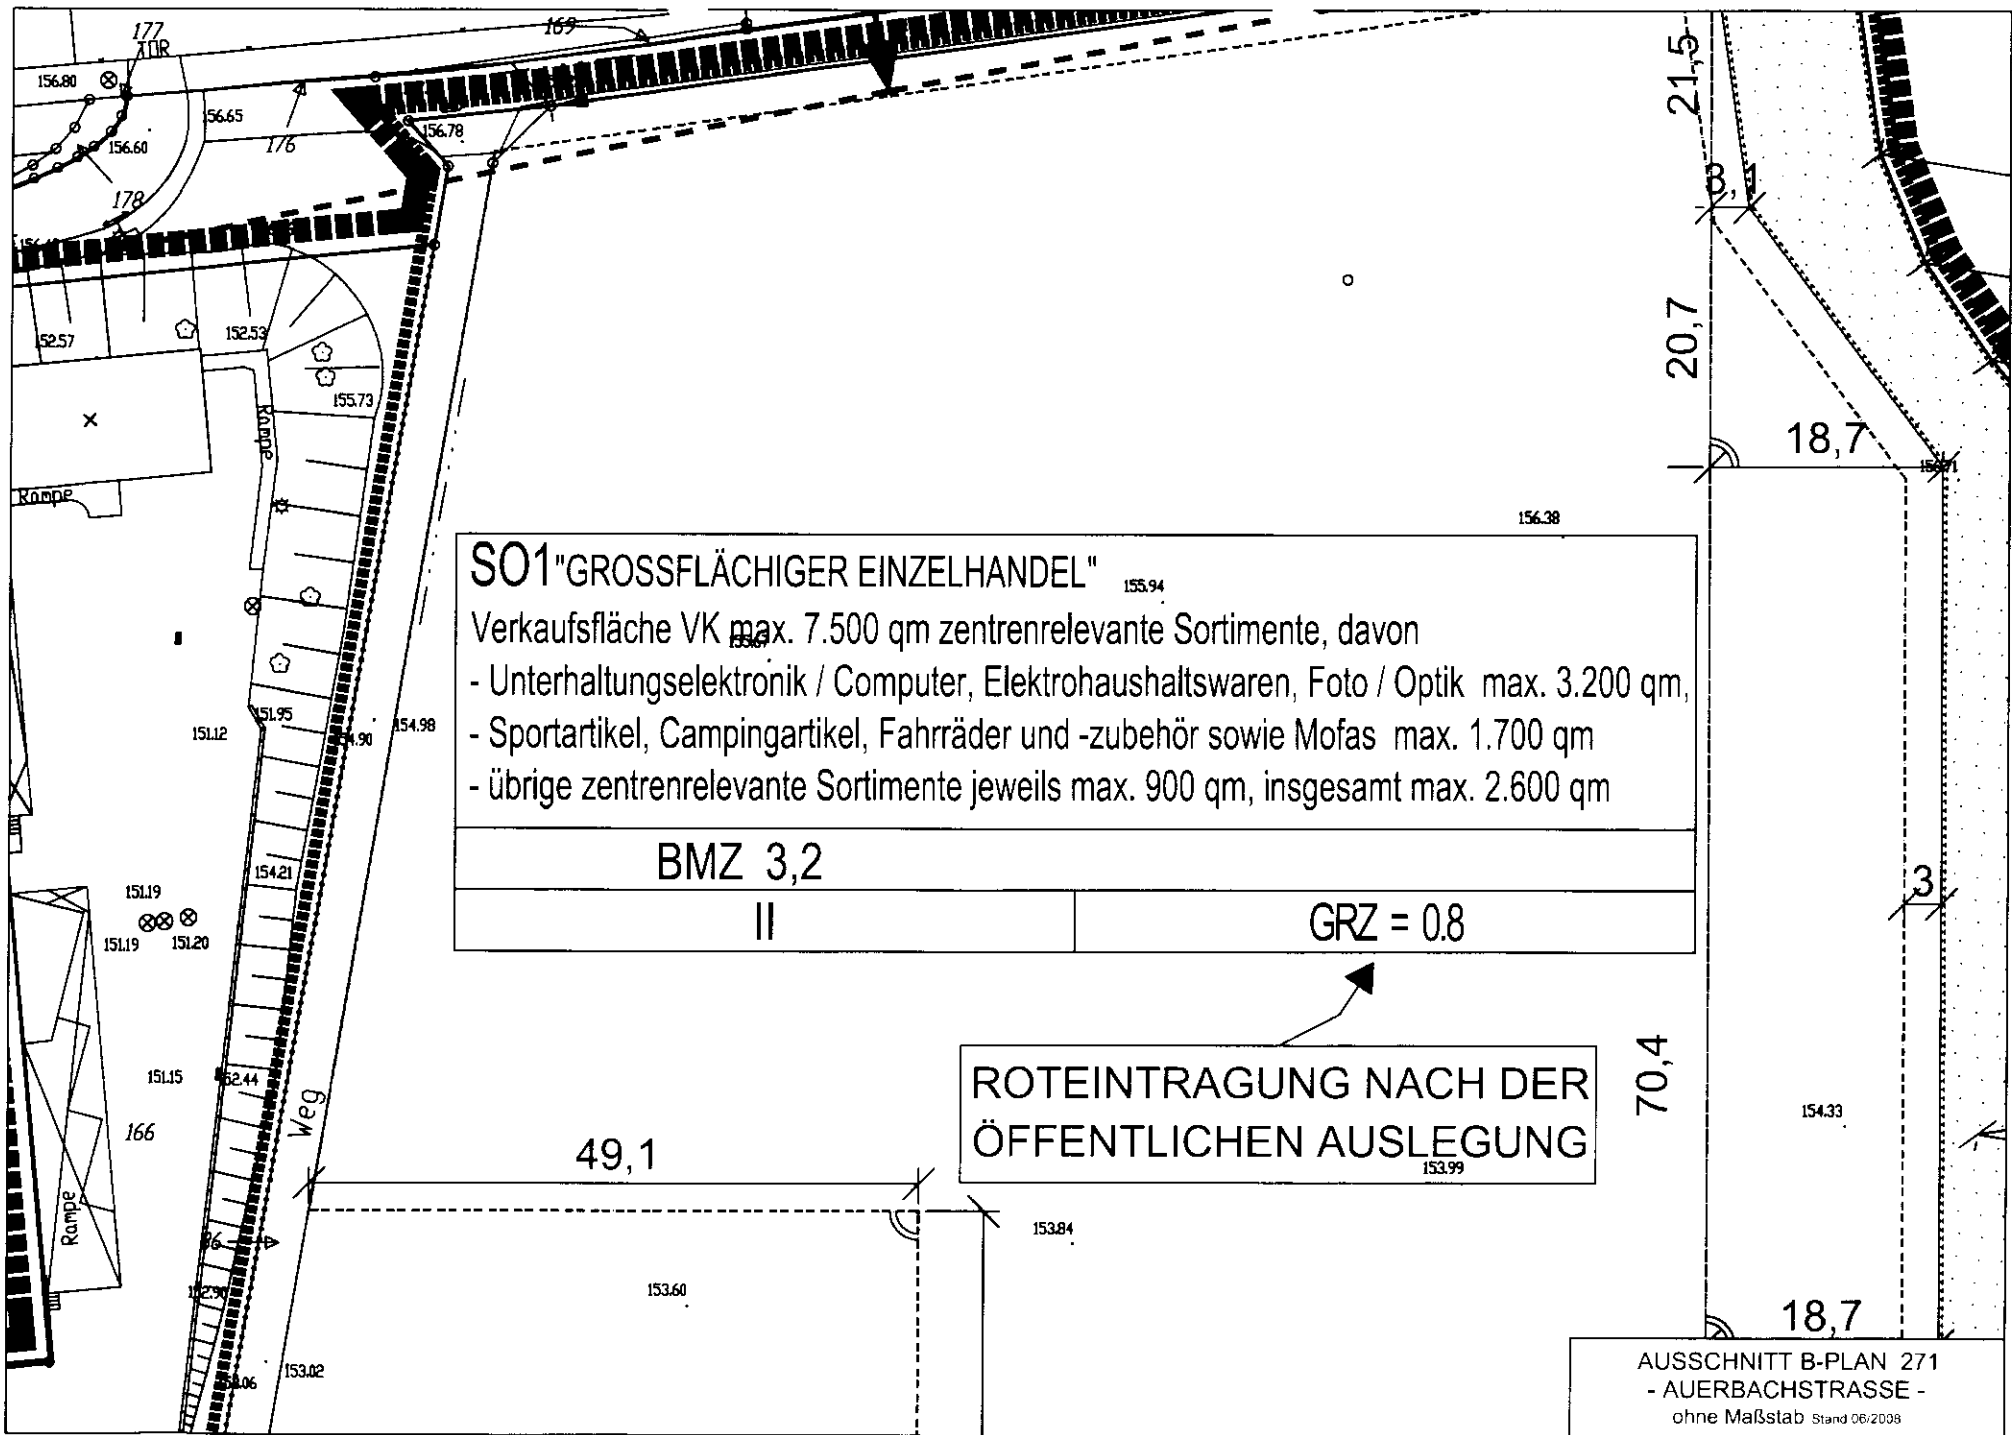 177
TÜR
169
156.80
156.65
176
156.78
156.60
178
21,5
3,1
152.57
152.53
20,7
155.73
Rampe
Rampe
18,7
156.38
SO1 "GROSSFLÄCHIGER EINZELHANDEL"
155.94
Verkaufsfläche VK max. 7.500 qm zentrenrelevante Sortimente, davon
- Unterhaltungselektronik / Computer, Elektrohaushaltswaren, Foto / Optik max. 3.200 qm,
- Sportartikel, Campingartikel, Fahrräder und -zubehör sowie Mofas max. 1.700 qm
- übrige zentrenrelevante Sortimente jeweils max. 900 qm, insgesamt max. 2.600 qm
151.95
151.12
154.90
154.98
BMZ 3,2
154.21
151.19
3
II
GRZ = 0.8
151.19
151.20
ROTEINTRAGUNG NACH DER
ÖFFENTLICHEN AUSLEGUNG
153.99
70,4
151.15
152.44
154.33
Weg
166
49,1
Rampe
153.84
153.60
18,7
153.02
AUSSCHNITT B-PLAN 271
- AUERBACHSTRASSE -
ohne Maßstab Stand 06/2008